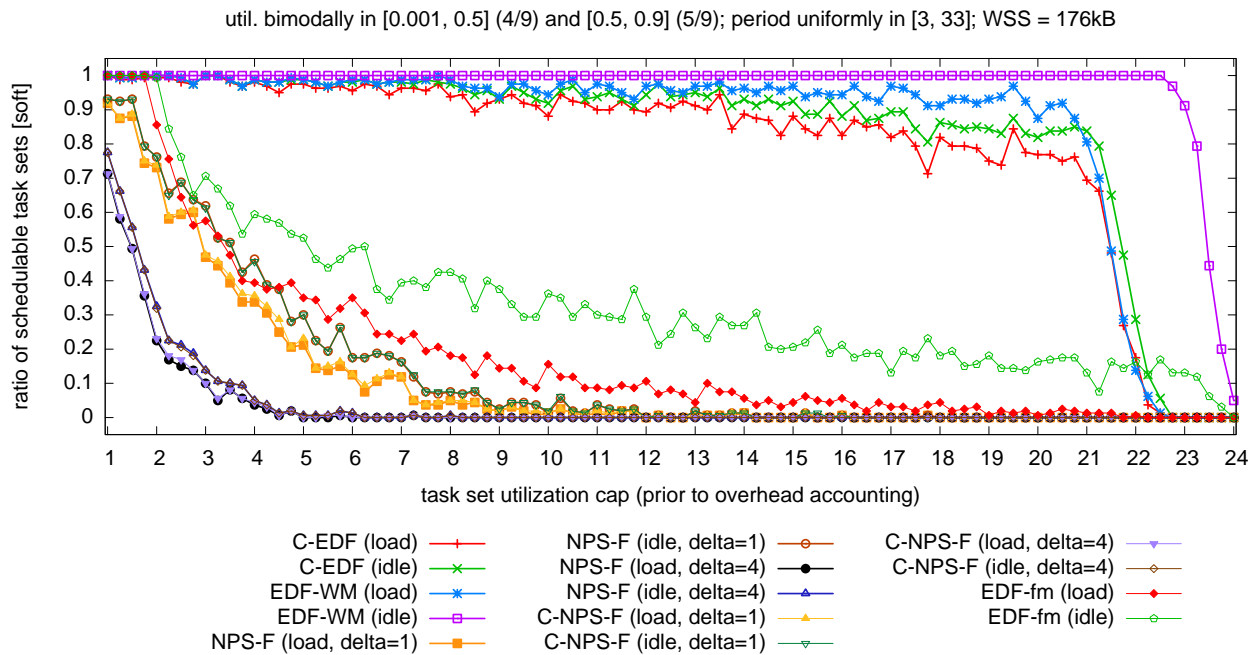 util. bimodally in [0.001, 0.5] (4/9) and [0.5, 0.9] (5/9); period uniformly in [3, 33]; WSS = 176kB
ratio of schedulable task sets [soft]
1
0.9
0.8
0.7
0.6
0.5
0.4
0.3
0.2
0.1
0
1 2 3 4 5 6 7 8 9 10 11 12 13 14 15 16 17 18 19 20 21 22 23 24
task set utilization cap (prior to overhead accounting)
C-EDF (load)
C-EDF (idle)
EDF-WM (load)
EDF-WM (idle)
NPS-F (load, delta=1)
NPS-F (idle, delta=1)
NPS-F (load, delta=4)
NPS-F (idle, delta=4)
C-NPS-F (load, delta=1)
C-NPS-F (idle, delta=1)
C-NPS-F (load, delta=4)
C-NPS-F (idle, delta=4)
EDF-fm (load)
EDF-fm (idle)